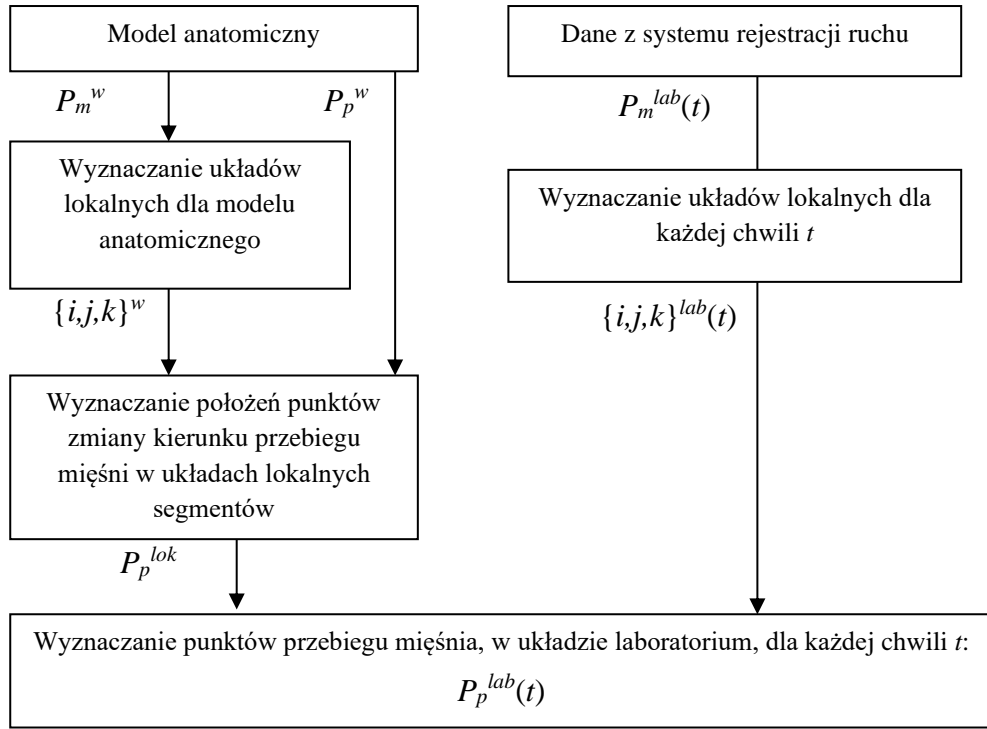 Model anatomiczny
Dane z systemu rejestracji ruchu
P_m^w
P_p^w
P_m^lab(t)
Wyznaczanie układów
lokalnych dla modelu
anatomicznego
Wyznaczanie układów lokalnych dla
każdej chwili t
{i,j,k}^w
{i,j,k}^lab(t)
Wyznaczanie położeń punktów
zmiany kierunku przebiegu
mięśni w układach lokalnych
segmentów
P_p^lok
Wyznaczanie punktów przebiegu mięśnia, w układzie laboratorium, dla każdej chwili t:
P_p^lab(t)